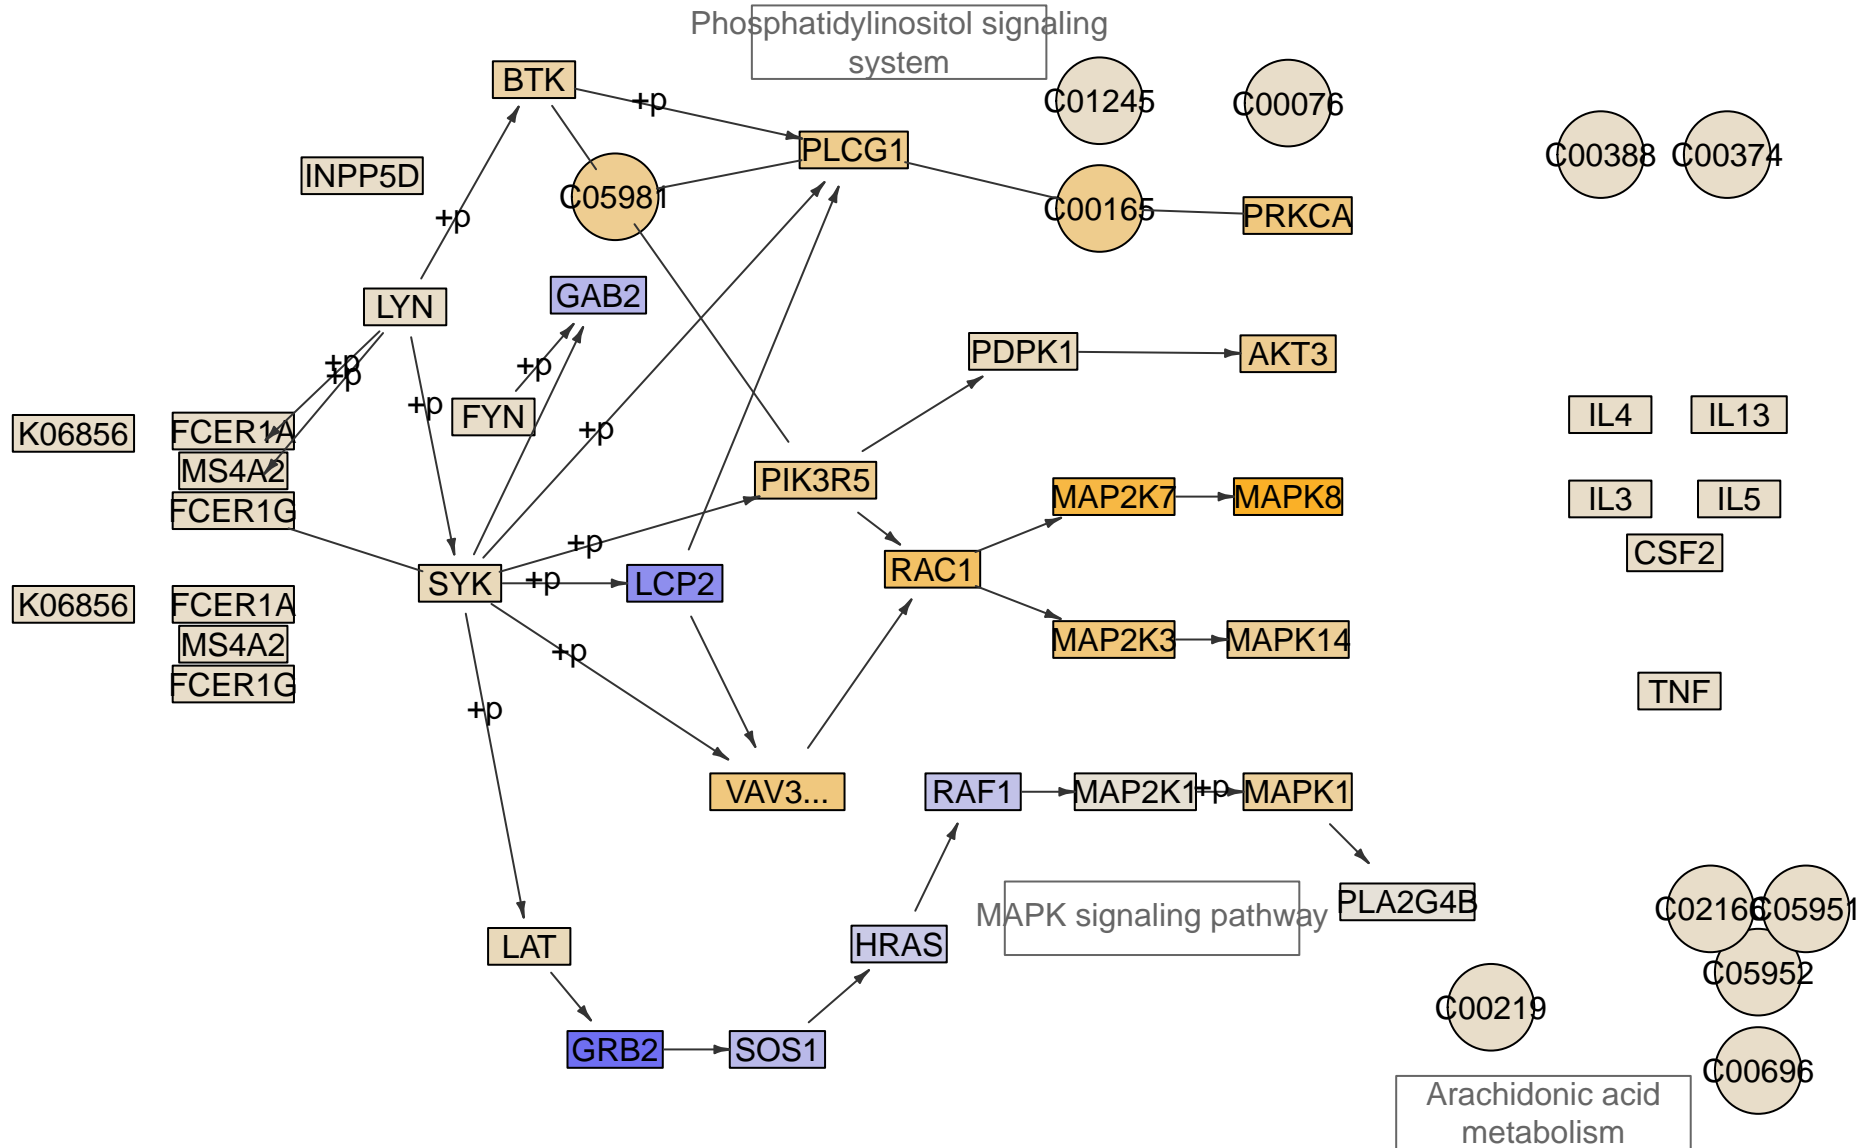 Phosphatidylinositol signaling
system
BTK
+p
C01245
C00076
PLCG1
C00388
C00374
INPP5D
C05981
C00165
PRKCA
+p
LYN
GAB2
PDPK1
AKT3
+p
+p
+p
+p
FYN
K06856
FCER1A
+p
IL4
IL13
MS4A2
PIK3R5
MAP2K7
MAPK8
IL3
IL5
FCER1G
+p
CSF2
SYK
+p
LCP2
RAC1
K06856
FCER1A
MS4A2
+p
MAP2K3
MAPK14
FCER1G
TNF
+p
VAV3...
RAF1
MAP2K1
+p
MAPK1
PLA2G4B
MAPK signaling pathway
C02166
C05951
LAT
HRAS
C05952
C00219
GRB2
SOS1
C00696
Arachidonic acid
metabolism